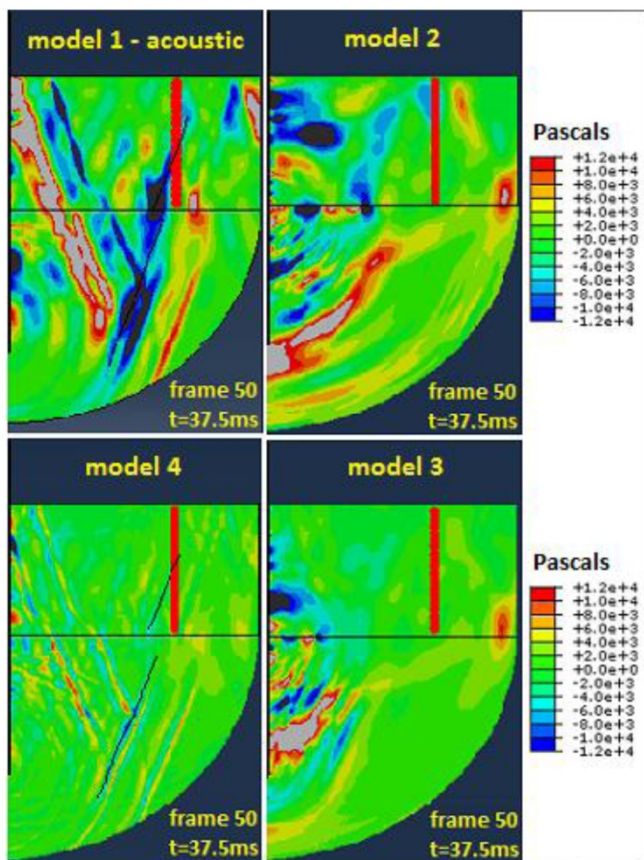 model 1 - acoustic
model 2
frame 50
t=37.5ms
frame 50
t=37.5ms
Pascals
+1.2e+4
+1.0e+4
+8.0e+3
+6.0e+3
+4.0e+3
+2.0e+3
+0.0e+0
-2.0e+3
-4.0e+3
-6.0e+3
-8.0e+3
-1.0e+4
-1.2e+4
model 4
model 3
frame 50
t=37.5ms
frame 50
t=37.5ms
Pascals
+1.2e+4
+1.0e+4
+8.0e+3
+6.0e+3
+4.0e+3
+2.0e+3
+0.0e+0
-2.0e+3
-4.0e+3
-6.0e+3
-8.0e+3
-1.0e+4
-1.2e+4